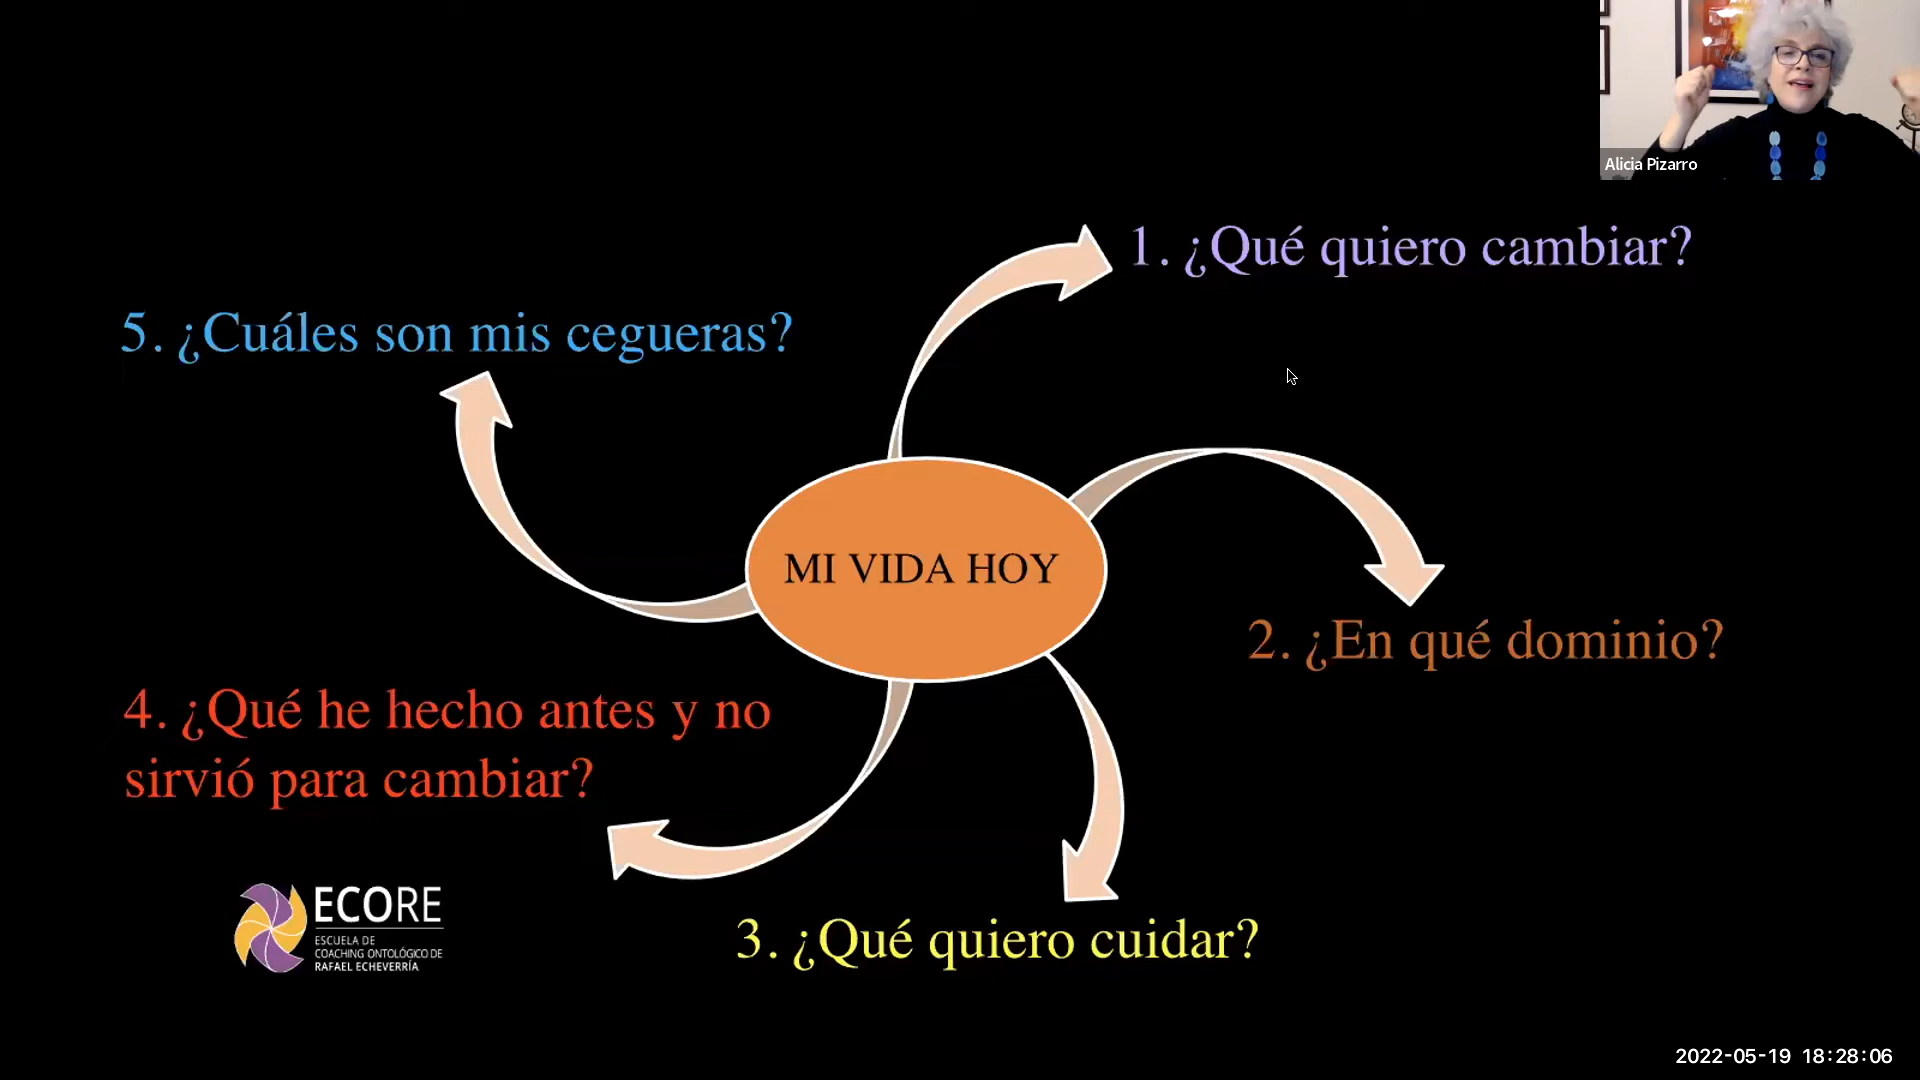 Alicia Pizarro
1. ¿Qué quiero cambiar?
5. ¿Cuáles son mis cegueras?
MI VIDA HOY
2. ¿En qué dominio?
4. ¿Qué he hecho antes y no
sirvió para cambiar?
3. ¿Qué quiero cuidar?
ECORE
ESCUELA DE
COACHING ONTOLÓGICO DE
RAFAEL ECHEVERRÍA
2022-05-19 18:28:06